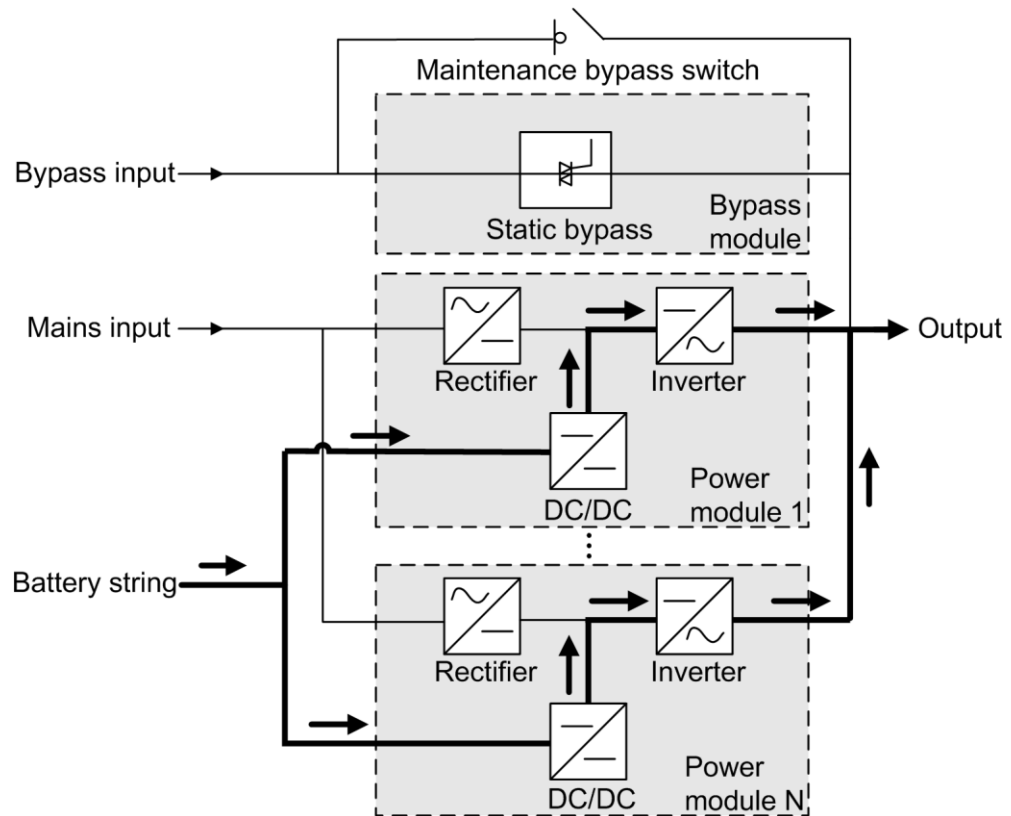 Maintenance bypass switch
Bypass input
Static bypass
Bypass
module
Mains input
Rectifier
Inverter
Output
DC/DC
Power
module 1
Battery string
Rectifier
Inverter
DC/DC
Power
module N